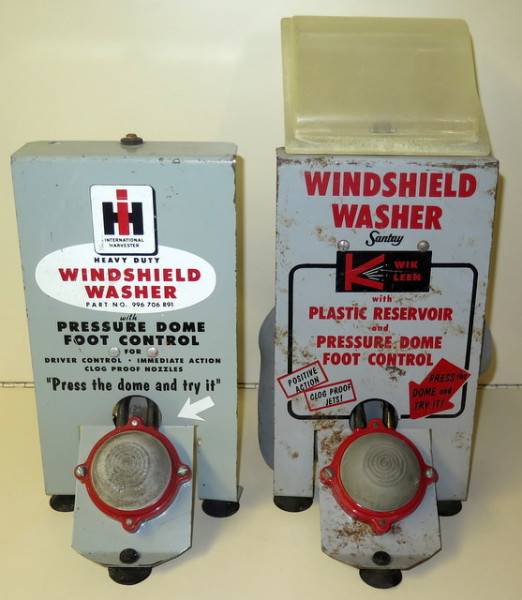 IH
INTERNATIONAL
HARVESTER
HEAVY DUTY
WINDSHIELD
WASHER
PART NO. 996 706 R91
with
PRESSURE DOME
FOOT CONTROL
FOR
DRIVER CONTROL • IMMEDIATE ACTION
CLOG PROOF NOZZLES
"Press the dome and try it"
WINDSHIELD
WASHER
Santay
KWIK
KLEEN
with
PLASTIC RESERVOIR
and
PRESSURE DOME
FOOT CONTROL
POSITIVE
ACTION
CLOG PROOF
JETS!
PRESS the
DOME and
TRY IT!